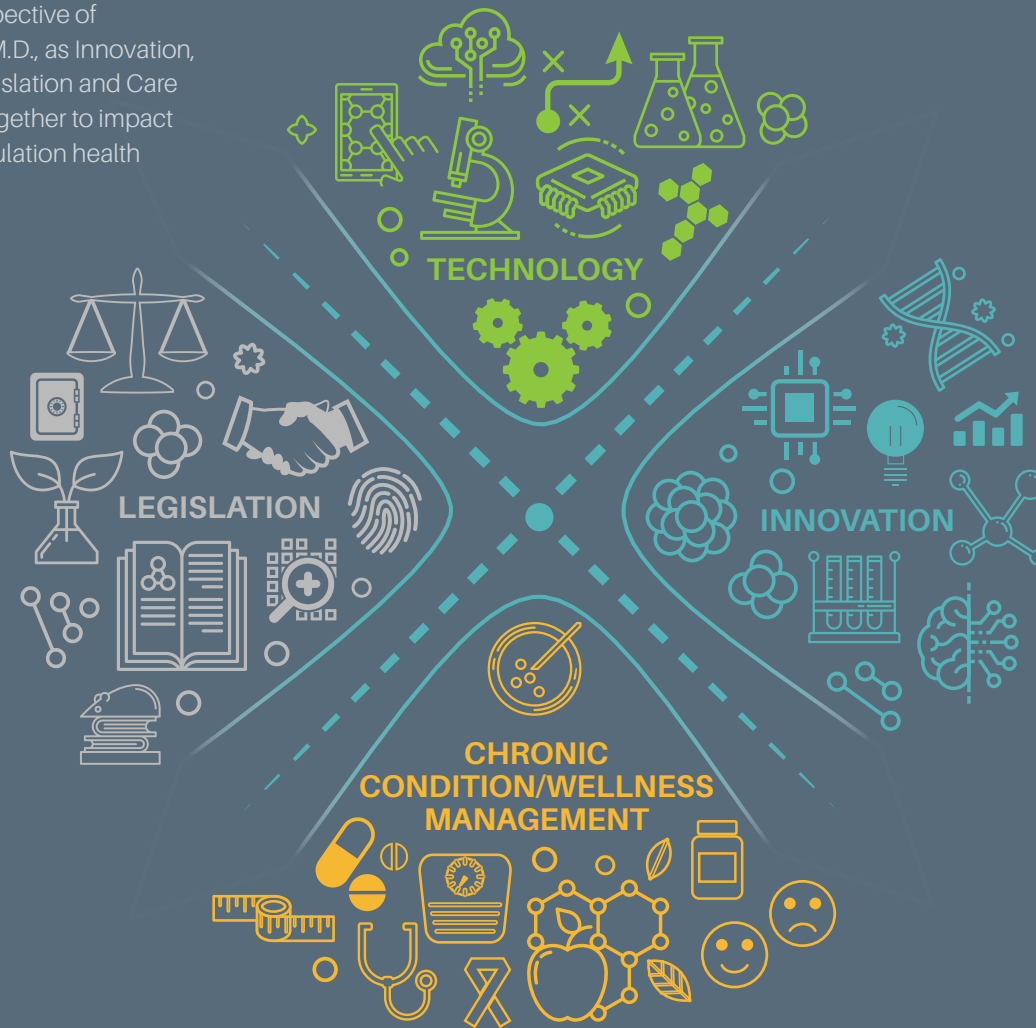 pective of
M.D., as Innovation,
slation and Care
gether to impact
ulation health
TECHNOLOGY
LEGISLATION
INNOVATION
CHRONIC
CONDITION/WELLNESS
MANAGEMENT